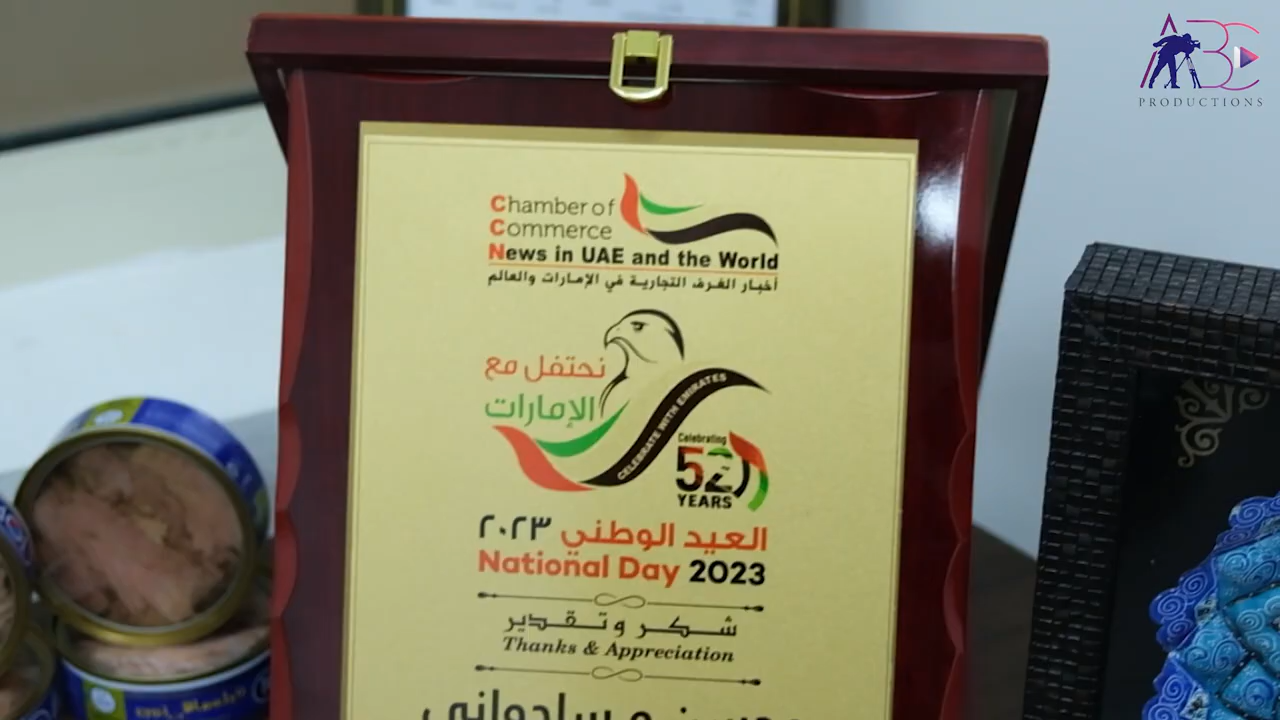 ABC
PRODUCTIONS
Chamber of
Commerce
News in UAE and the World
أخبار الغرف التجارية في الإمارات والعالم
نحتفل مع
الإمارات
CELEBRATE WITH EMIRATES
Celebrating
52
YEARS
العيد الوطني ٢٠٢٣
National Day 2023
شكر وتقدير
Thanks & Appreciation